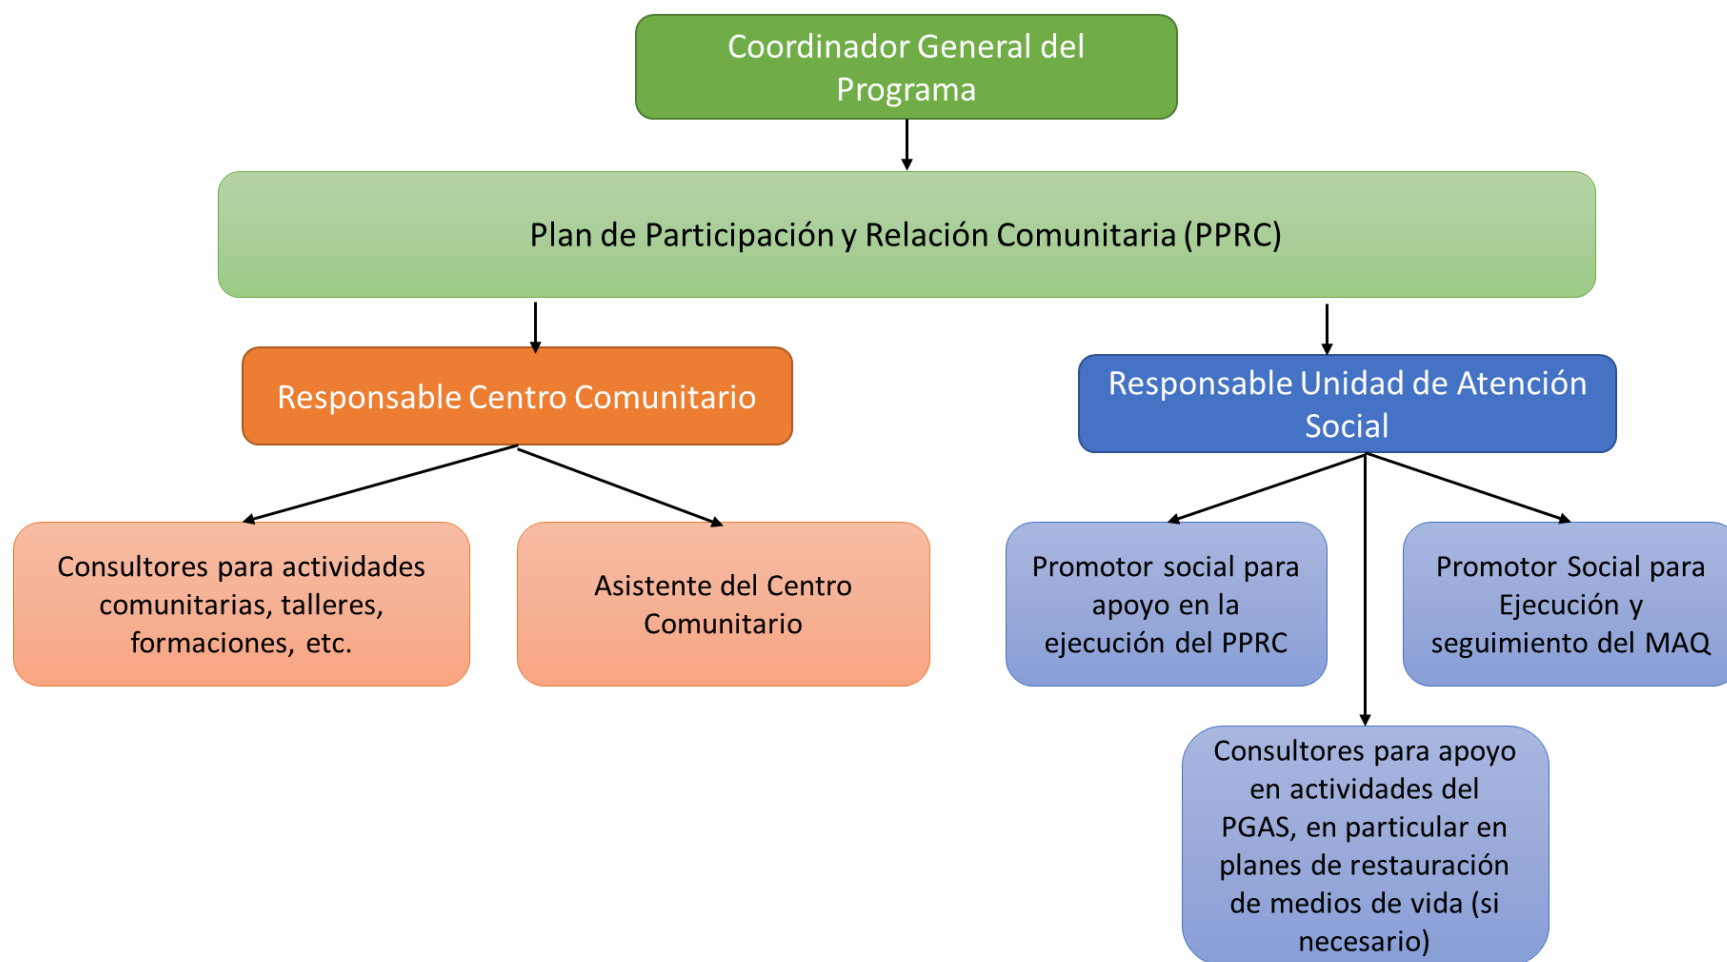 Coordinador General del
Programa
Plan de Participación y Relación Comunitaria (PPRC)
Responsable Centro Comunitario
Responsable Unidad de Atención
Social
Consultores para actividades
comunitarias, talleres,
formaciones, etc.
Asistente del Centro
Comunitario
Promotor social para
apoyo en la
ejecución del PPRC
Promotor Social para
Ejecución y
seguimiento del MAQ
Consultores para apoyo
en actividades del
PGAS, en particular en
planes de restauración
de medios de vida (si
necesario)